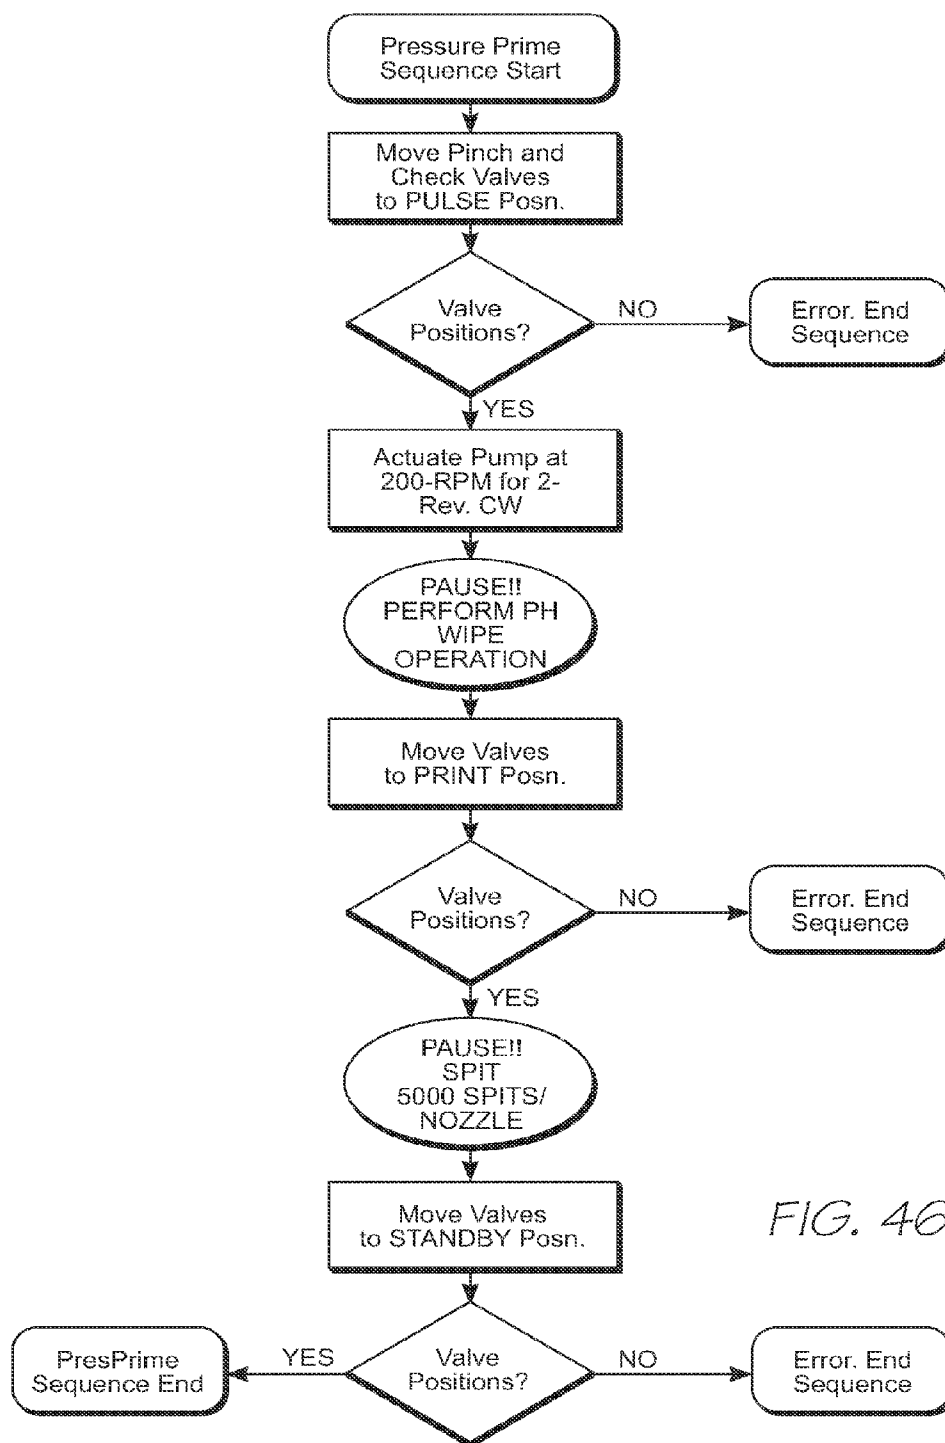 Pressure Prime
Sequence Start
Move Pinch and
Check Valves
to PULSE Posn.
Valve
Positions?
NO
Error. End
Sequence
YES
Actuate Pump at
200-RPM for 2-
Rev. CW
PAUSE!!
PERFORM PH
WIPE
OPERATION
Move Valves
to PRINT Posn.
Valve
Positions?
NO
Error. End
Sequence
YES
PAUSE!!
SPIT
5000 SPITS/
NOZZLE
Move Valves
to STANDBY Posn.
FIG. 46
PresPrime
Sequence End
YES
Valve
Positions?
NO
Error. End
Sequence